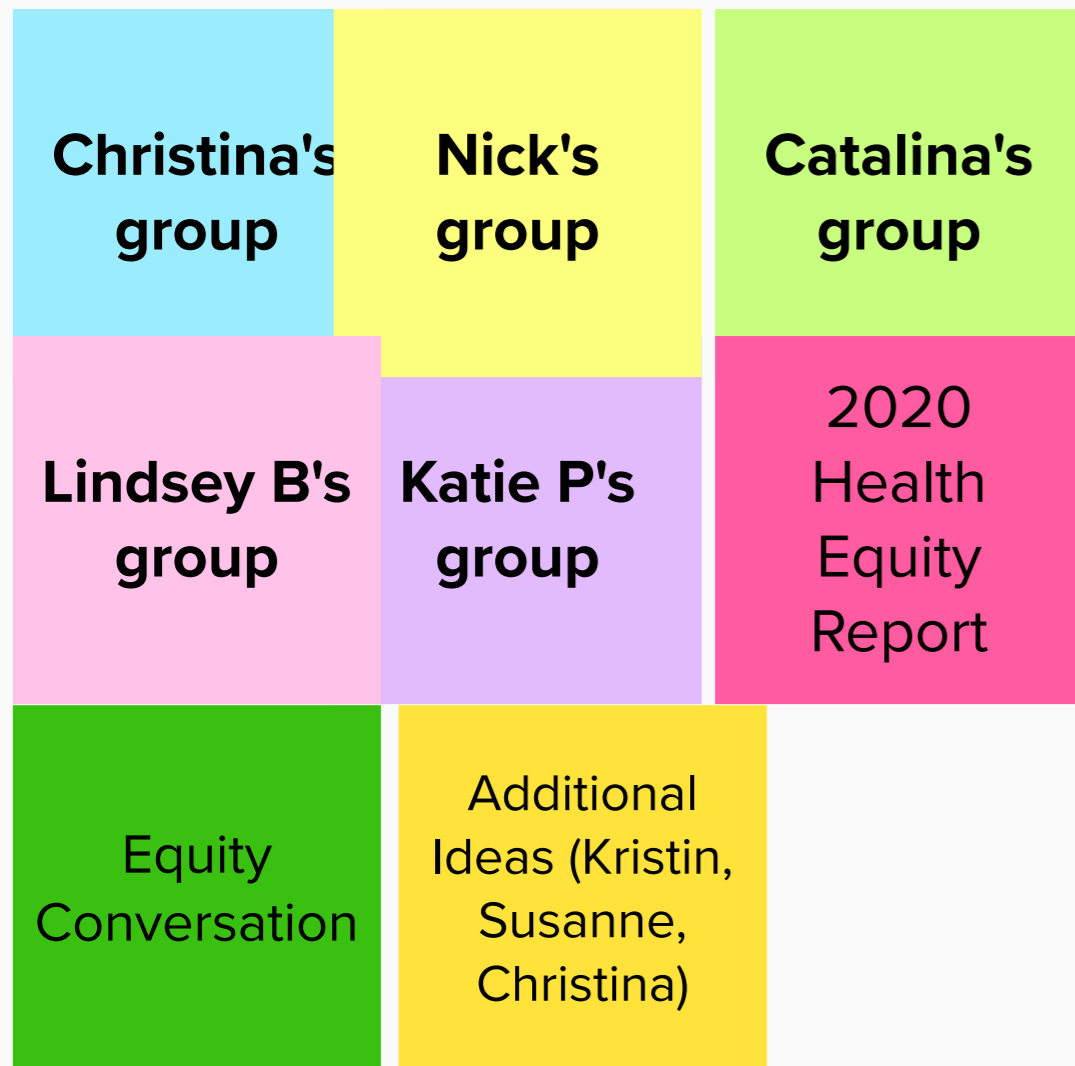 Christina's
group
Nick's
group
Catalina's
group
Lindsey B's
group
Katie P's
group
2020
Health
Equity
Report
Equity
Conversation
Additional
Ideas (Kristin,
Susanne,
Christina)